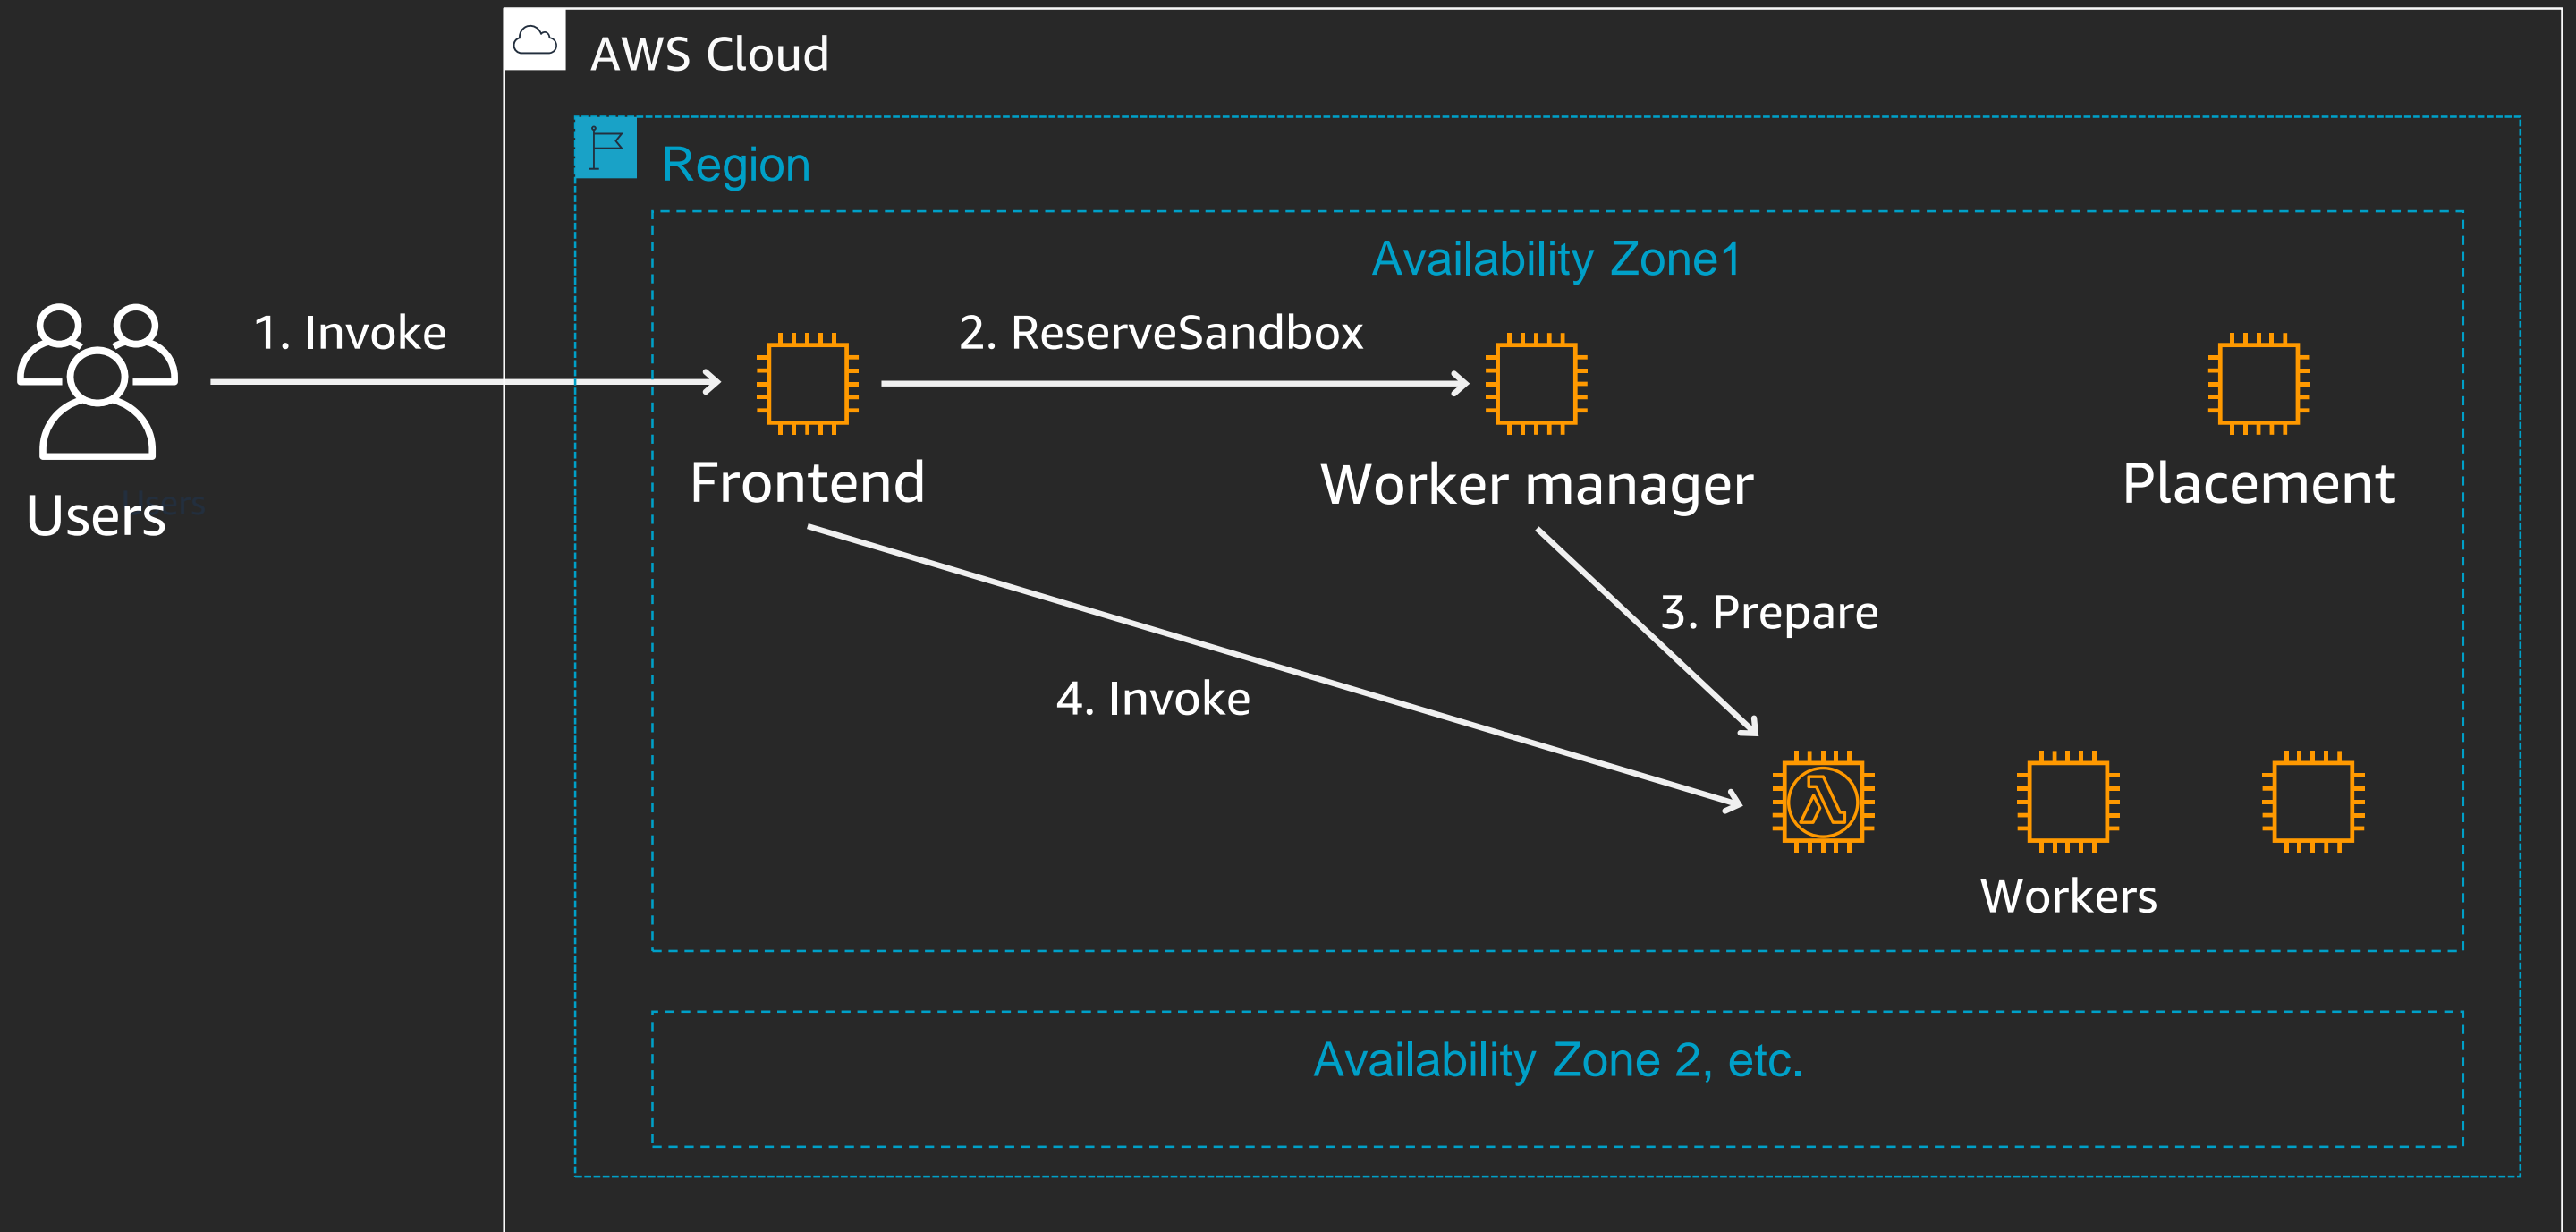 AWS Cloud
Region
Availability Zone1
1. Invoke
2. ReserveSandbox
Users
Users
Frontend
Worker manager
Placement
3. Prepare
4. Invoke
Workers
Availability Zone 2, etc.